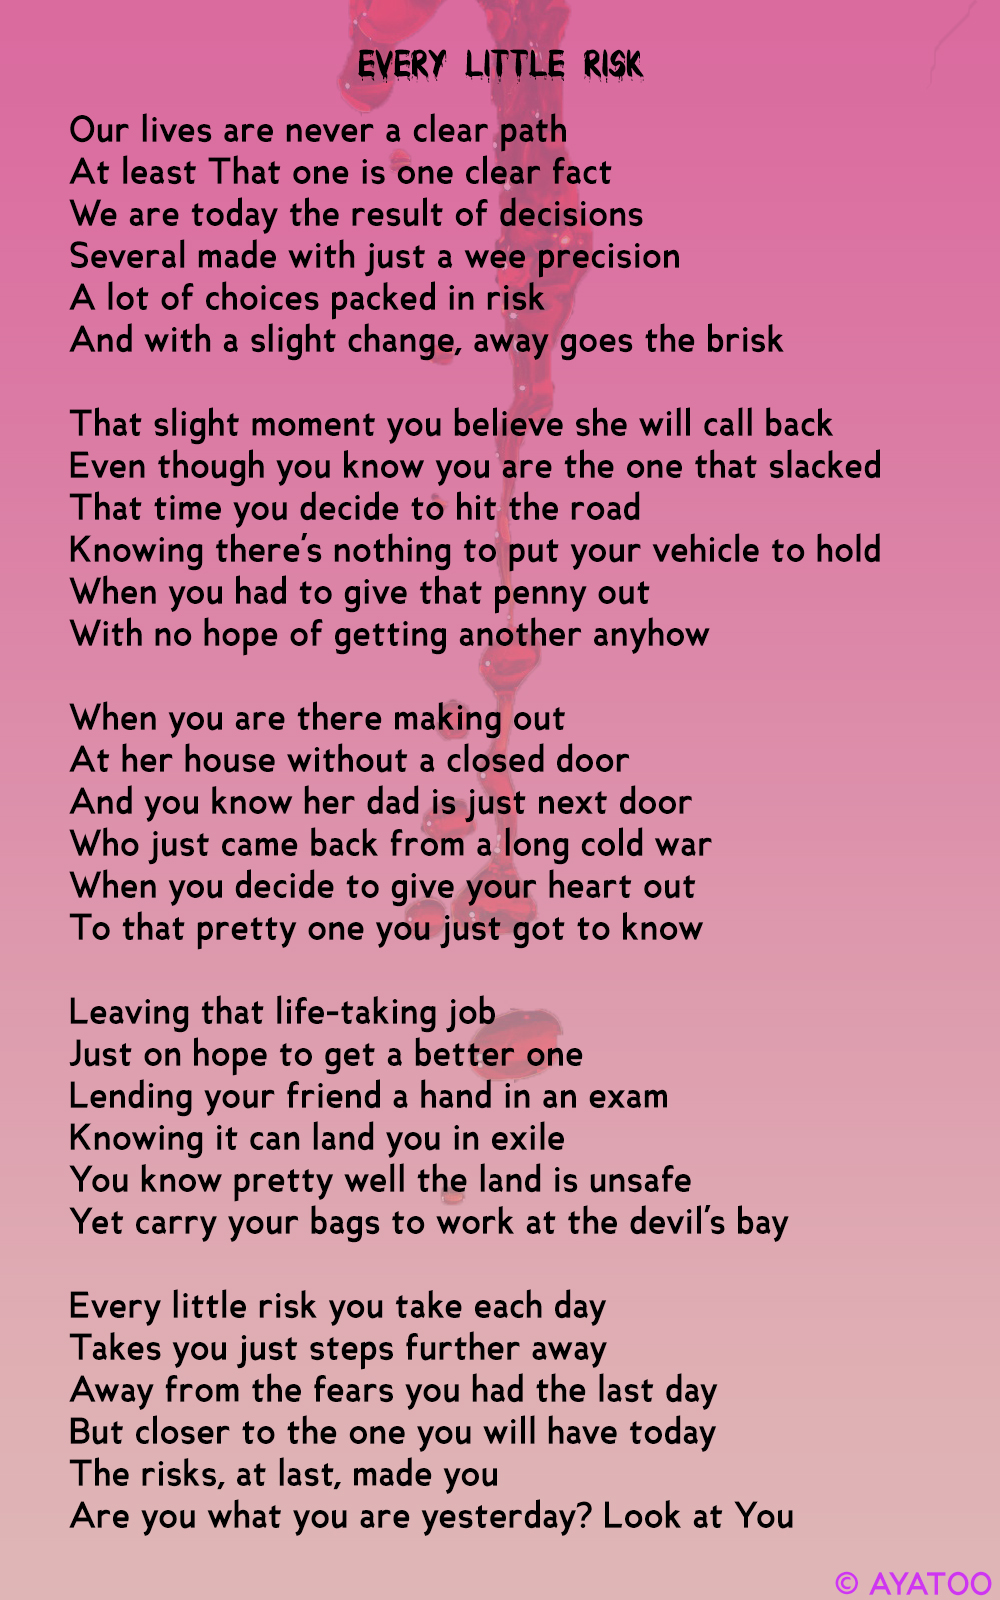 EVERY LITTLE RISK
Our lives are never a clear path
At least That one is one clear fact
We are today the result of decisions
Several made with just a wee precision
A lot of choices packed in risk
And with a slight change, away goes the brisk
That slight moment you believe she will call back
Even though you know you are the one that slacked
That time you decide to hit the road
Knowing there's nothing to put your vehicle to hold
When you had to give that penny out
With no hope of getting another anyhow
When you are there making out
At her house without a closed door
And you know her dad is just next door
Who just came back from a long cold war
When you decide to give your heart out
To that pretty one you just got to know
Leaving that life-taking job
Just on hope to get a better one
Lending your friend a hand in an exam
Knowing it can land you in exile
You know pretty well the land is unsafe
Yet carry your bags to work at the devil's bay
Every little risk you take each day
Takes you just steps further away
Away from the fears you had the last day
But closer to the one you will have today
The risks, at last, made you
Are you what you are yesterday? Look at You
© AYATOO